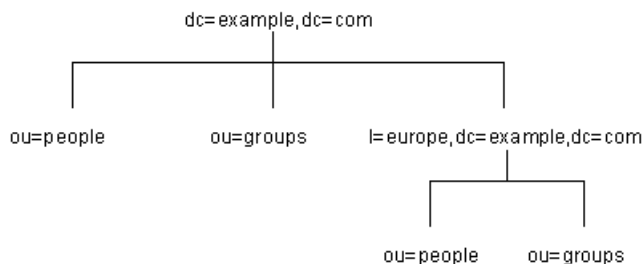 dc=example,dc=com
ou=people
ou=groups
l=europe,dc=example,dc=com
ou=people
ou=groups